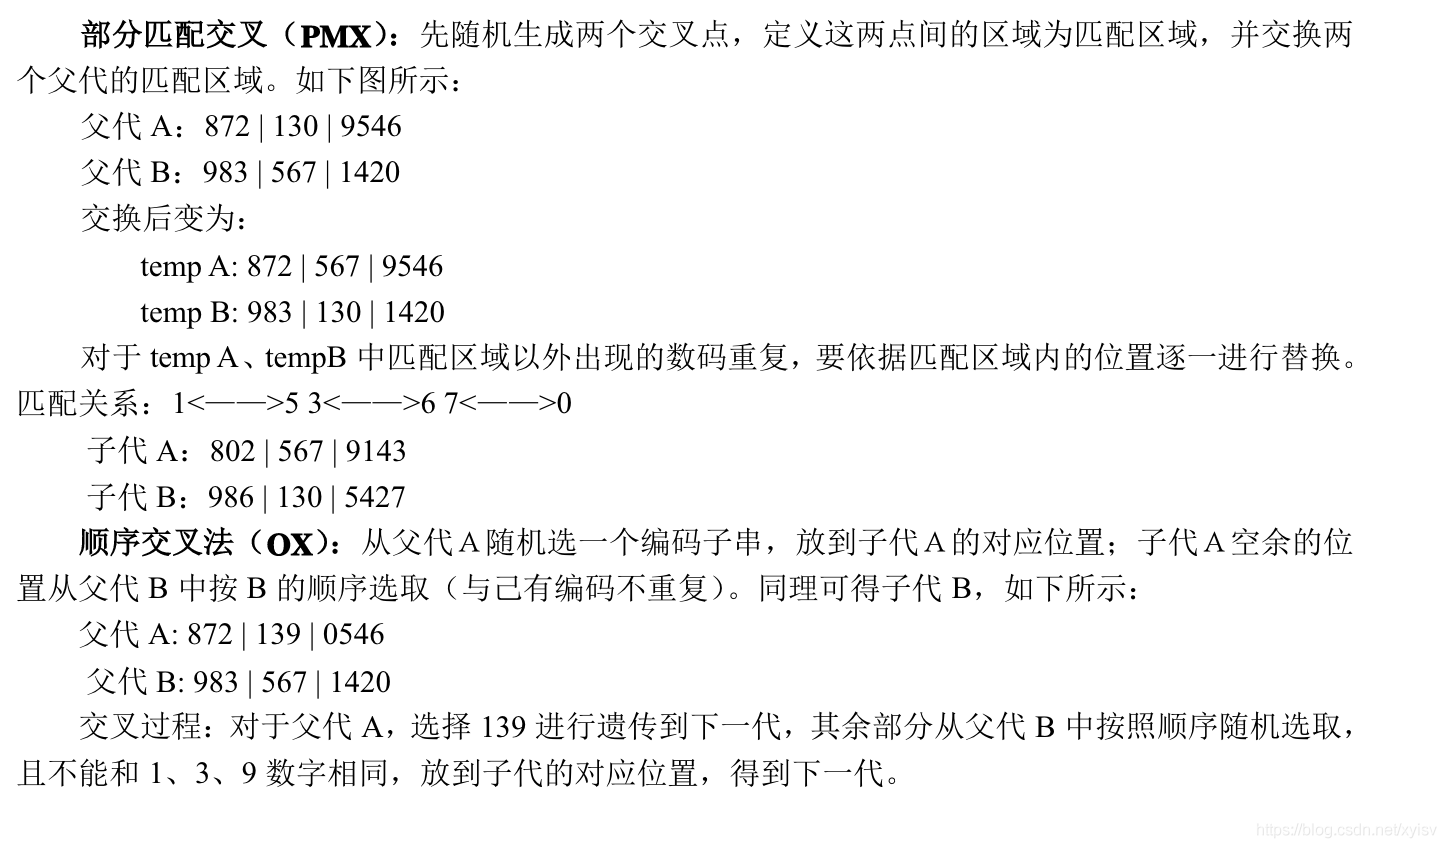 部分匹配交叉（PMX）：先随机生成两个交叉点，定义这两点间的区域为匹配区域，并交换两
个父代的匹配区域。如下图所示：
父代 A：872 | 130 | 9546
父代 B：983 | 567 | 1420
交换后变为：
temp A: 872 | 567 | 9546
temp B: 983 | 130 | 1420
对于 temp A、tempB 中匹配区域以外出现的数码重复，要依据匹配区域内的位置逐一进行替换。
匹配关系：1<——>5 3<——>6 7<——>0
子代 A：802 | 567 | 9143
子代 B：986 | 130 | 5427
顺序交叉法（OX）：从父代A随机选一个编码子串，放到子代A的对应位置；子代A空余的位
置从父代 B 中按 B 的顺序选取（与己有编码不重复）。同理可得子代 B，如下所示：
父代 A: 872 | 139 | 0546
父代 B: 983 | 567 | 1420
交叉过程：对于父代 A，选择 139 进行遗传到下一代，其余部分从父代 B 中按照顺序随机选取，
且不能和 1、3、9 数字相同，放到子代的对应位置，得到下一代。
https://blog.csdn.net/xyisv